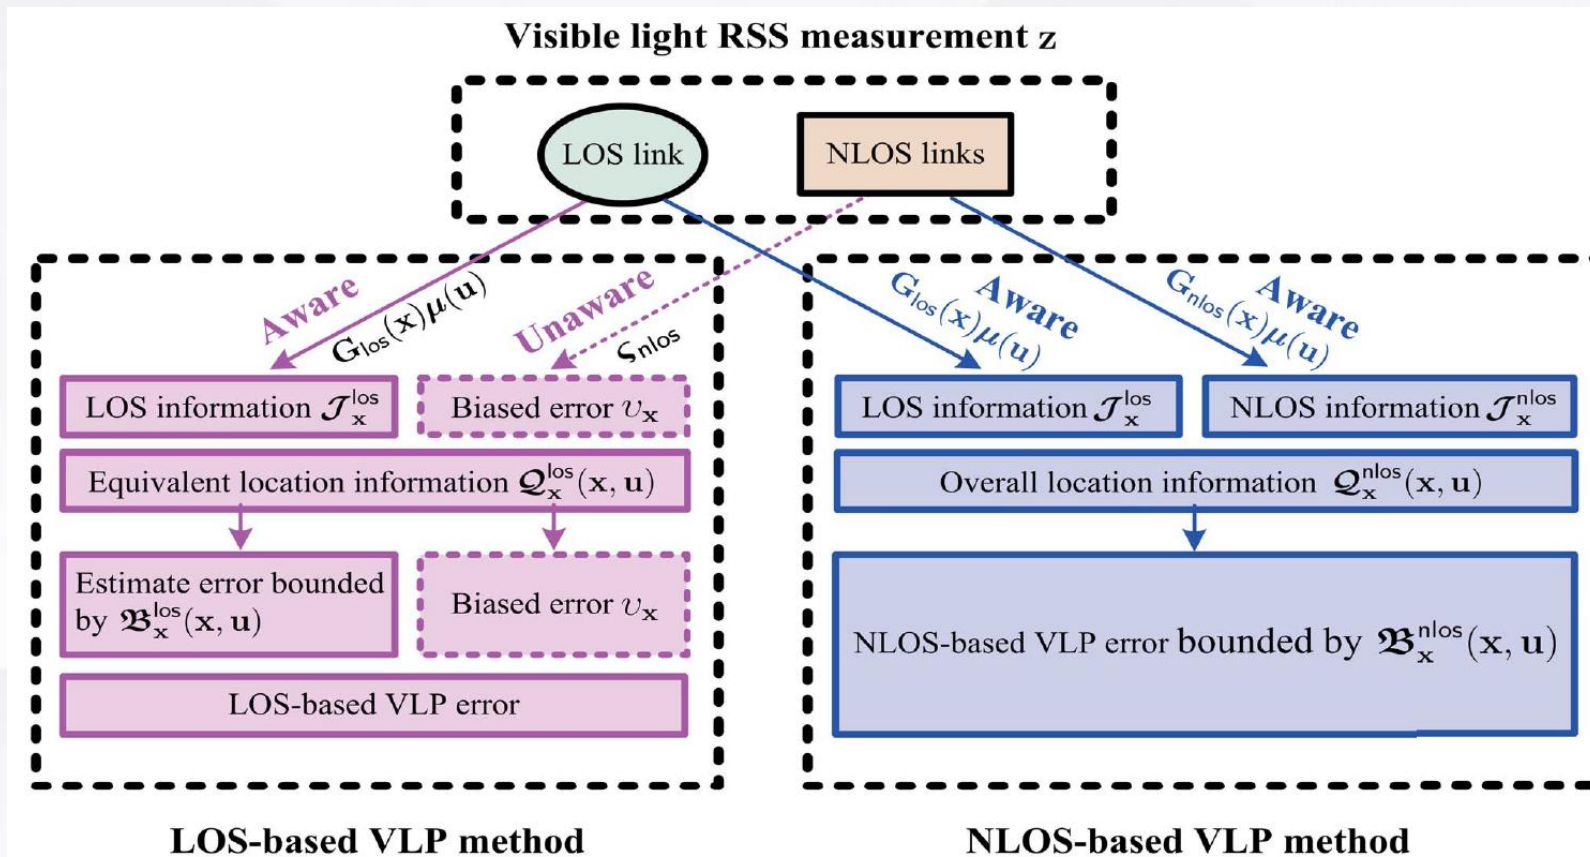 Visible light RSS measurement z
LOS link
NLOS links
Aware
G_los(x)μ(u)
Unaware
ς_nlos
G_los(x)μ(u)
Aware
G_nlos(x)μ(u)
Aware
LOS information 𝓙_x^los
Biased error υ_x
Equivalent location information 𝓠_x^los(x, u)
Estimate error bounded
by 𝕭_x^los(x, u)
Biased error υ_x
LOS-based VLP error
LOS information 𝓙_x^los
NLOS information 𝓙_x^nlos
Overall location information 𝓠_x^nlos(x, u)
NLOS-based VLP error bounded by 𝕭_x^nlos(x, u)
LOS-based VLP method
NLOS-based VLP method